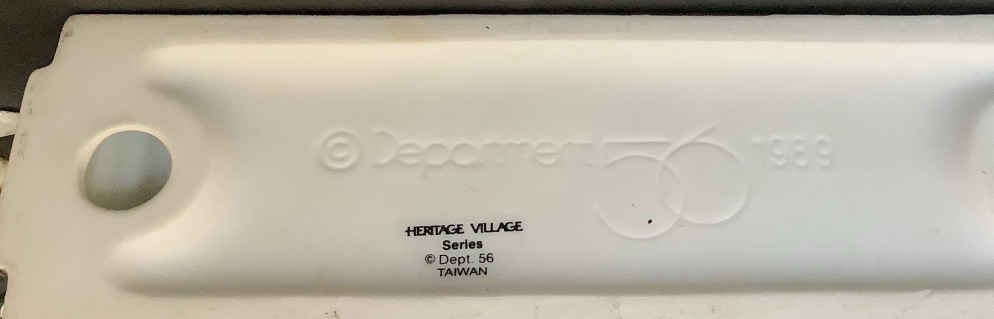 © Department 56 1989
HERITAGE VILLAGE
Series
© Dept. 56
TAIWAN